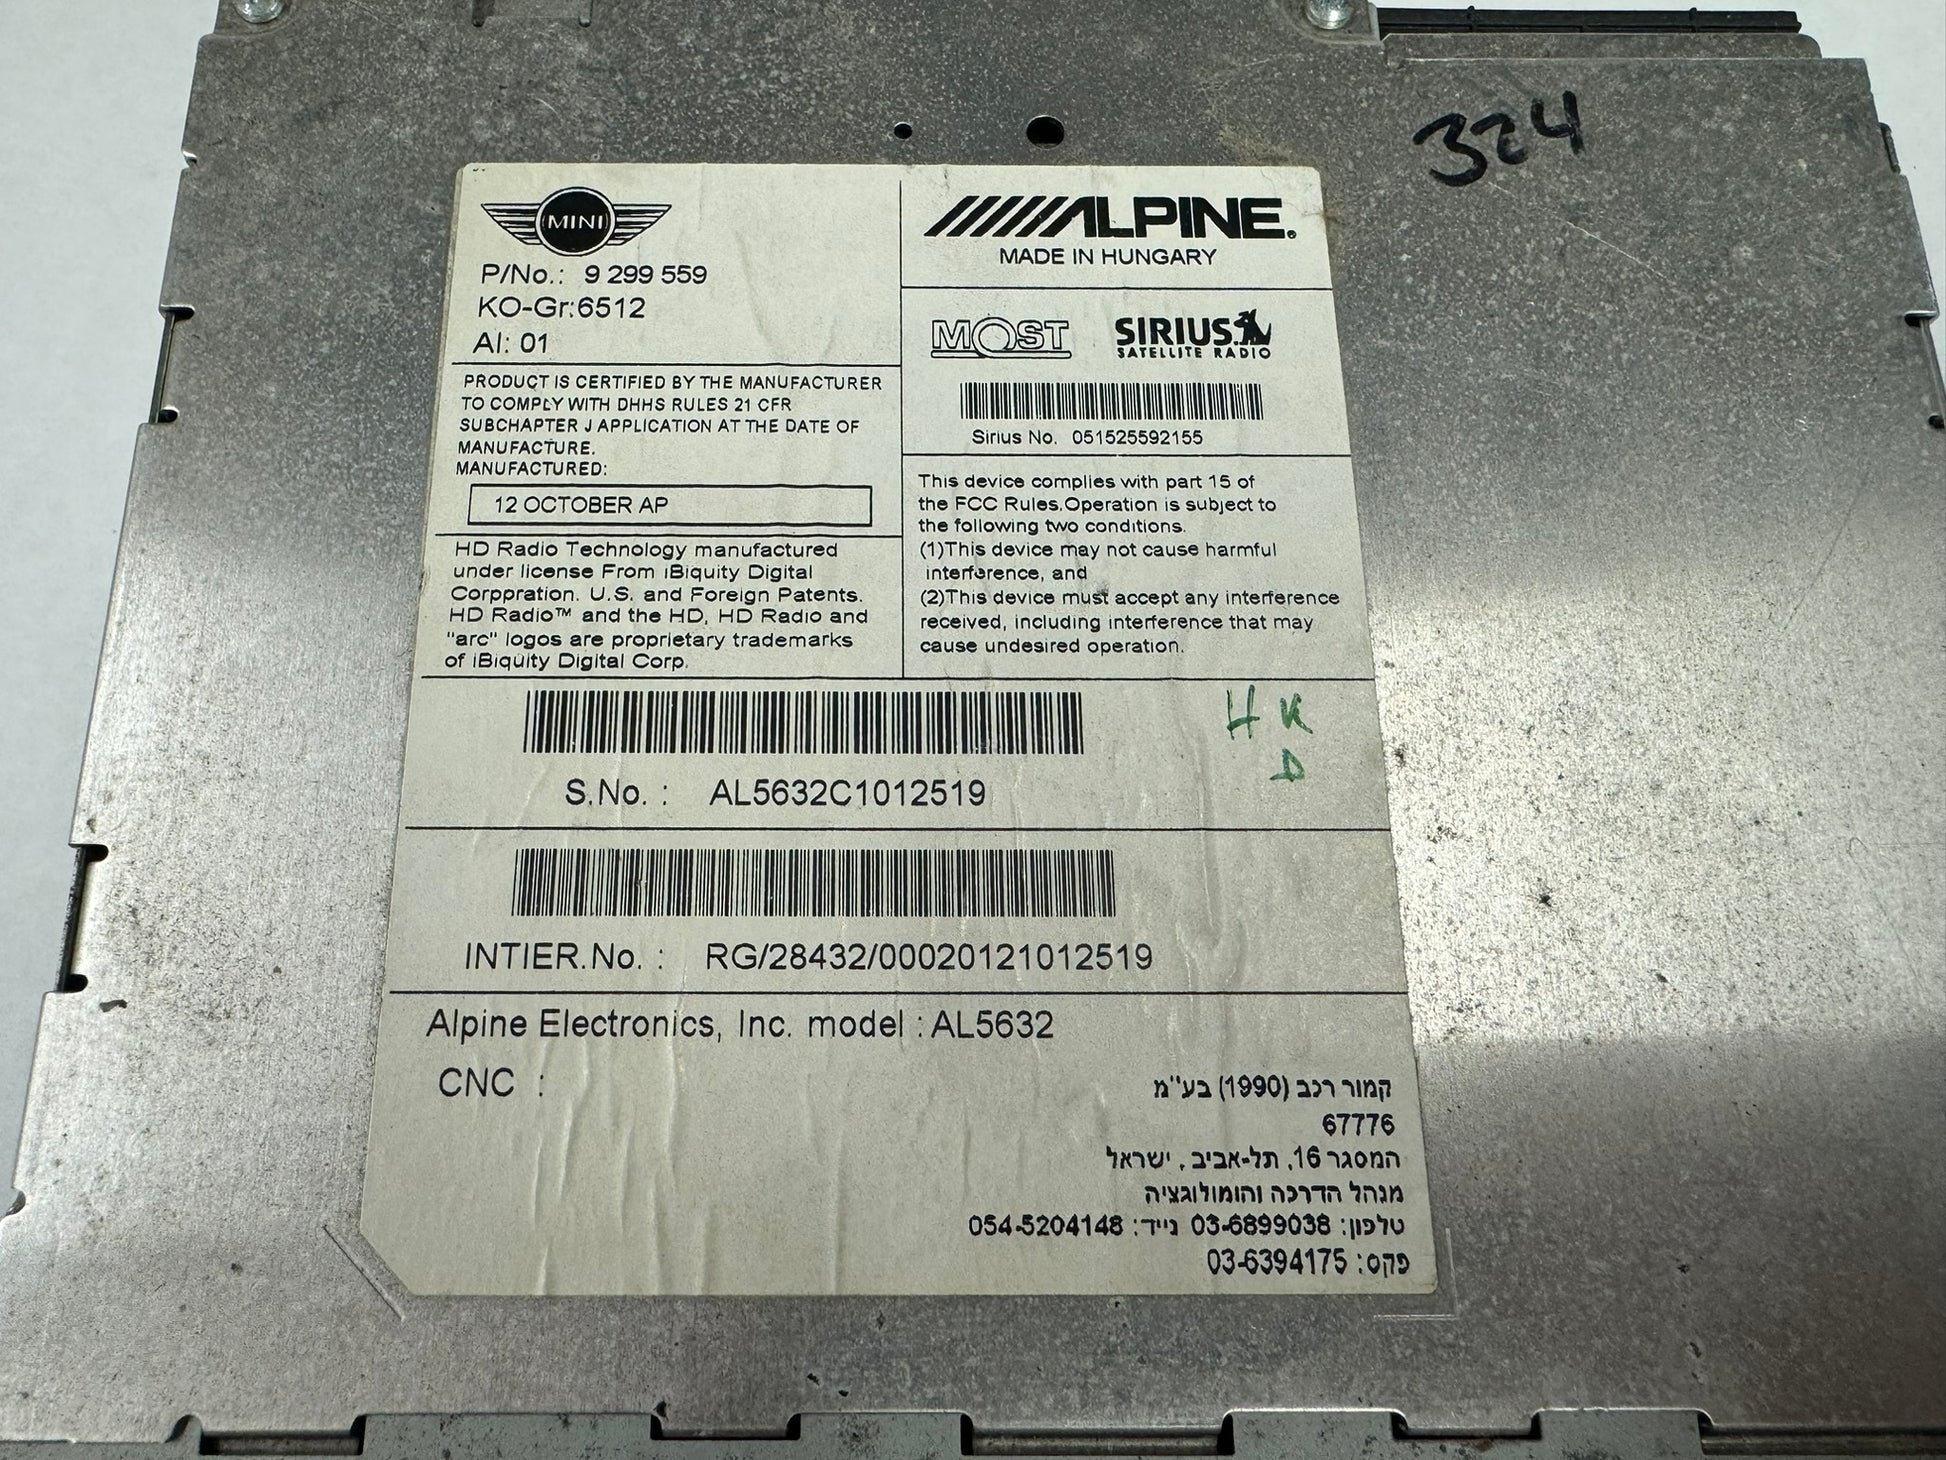 324
MINI
P/No.: 9 299 559
KO-Gr:6512
AI: 01
PRODUCT IS CERTIFIED BY THE MANUFACTURER
TO COMPLY WITH DHHS RULES 21 CFR
SUBCHAPTER J APPLICATION AT THE DATE OF
MANUFACTURE.
MANUFACTURED:
12 OCTOBER AP
HD Radio Technology manufactured
under license From iBiquity Digital
Corppration. U.S. and Foreign Patents.
HD Radio™ and the HD, HD Radio and
"arc" logos are proprietary trademarks
of iBiquity Digital Corp.
ALPINE
MADE IN HUNGARY
MOST
SIRIUS
SATELLITE RADIO
Sirius No. 051525592155
This device complies with part 15 of
the FCC Rules.Operation is subject to
the following two conditions.
(1)This device may not cause harmful
interference, and
(2)This device must accept any interference
received, including interference that may
cause undesired operation.
H K
D
S.No. : AL5632C1012519
INTIER.No. : RG/28432/00020121012519
Alpine Electronics, Inc. model : AL5632
CNC :
קמור רכב (1990) בע"מ
67776
המסגר 16, תל-אביב, ישראל
מנהל הדרכה והומולוגציה
טלפון: 03-6899038 נייד: 054-5204148
פקס: 03-6394175